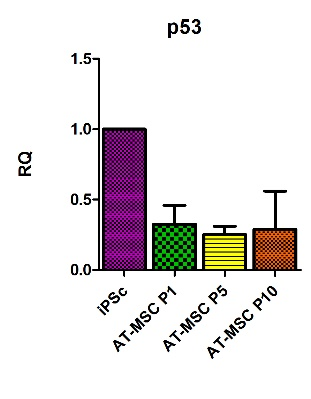 p53
RQ
1.5
1.0
0.5
0.0
iPSc
AT-MSC P1
AT-MSC P5
AT-MSC P10